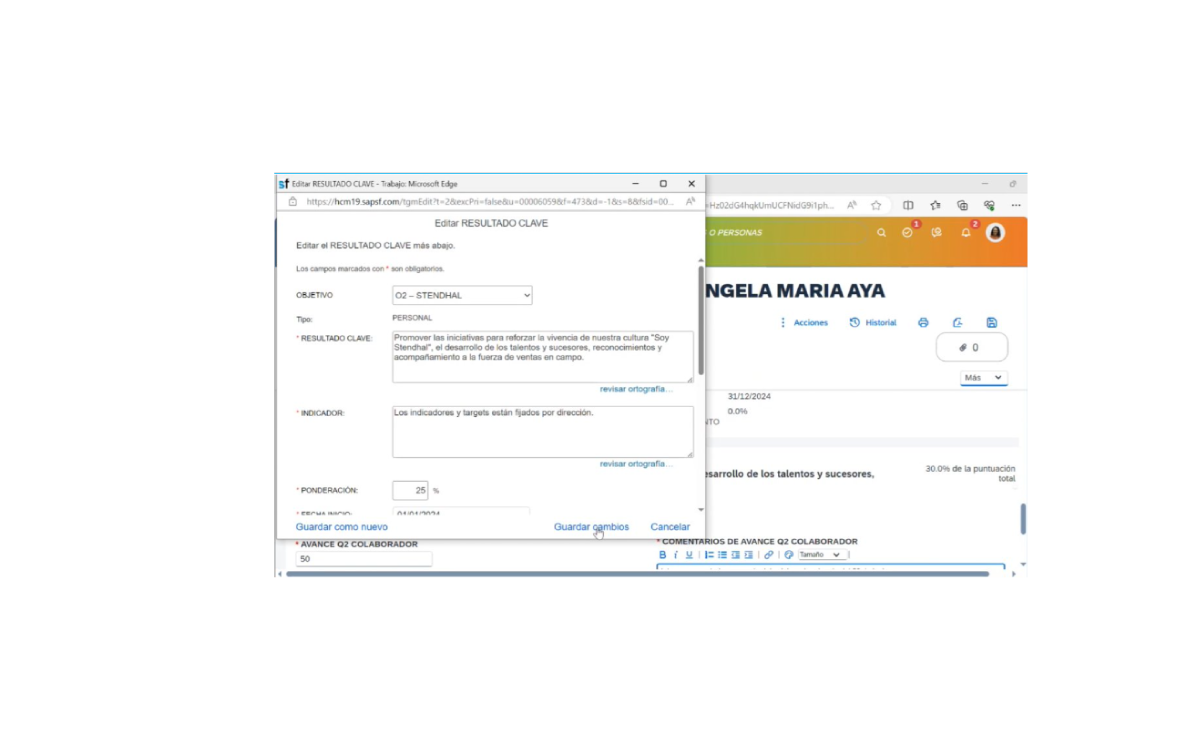 Editar RESULTADO CLAVE - Trabajo: Microsoft Edge
https://hcm19.sapsf.com/tgmEdit?t=2&excPri=false&u=00006059&f=473&d=-1&s=8&fsid=00...
Editar RESULTADO CLAVE
Editar el RESULTADO CLAVE más abajo.
Los campos marcados con * son obligatorios.
OBJETIVO
O2 – STENDHAL
Tipo:
PERSONAL
* RESULTADO CLAVE:
Promover las iniciativas para reforzar la vivencia de nuestra cultura "Soy
Stendhal", el desarrollo de los talentos y sucesores, reconocimientos y
acompañamiento a la fuerza de ventas en campo.
revisar ortografía...
* INDICADOR:
Los indicadores y targets están fijados por dirección.
revisar ortografía...
* PONDERACIÓN:
25 %
* FECHA INICIO:
01/01/2024
Guardar como nuevo
Guardar cambios
Cancelar
O PERSONAS
1
2
NGELA MARIA AYA
Acciones
Historial
0
Más
31/12/2024
0.0%
NTO
esarrollo de los talentos y sucesores,
30.0% de la puntuación
total
* AVANCE Q2 COLABORADOR
50
* COMENTARIOS DE AVANCE Q2 COLABORADOR
B i U
Tamaño